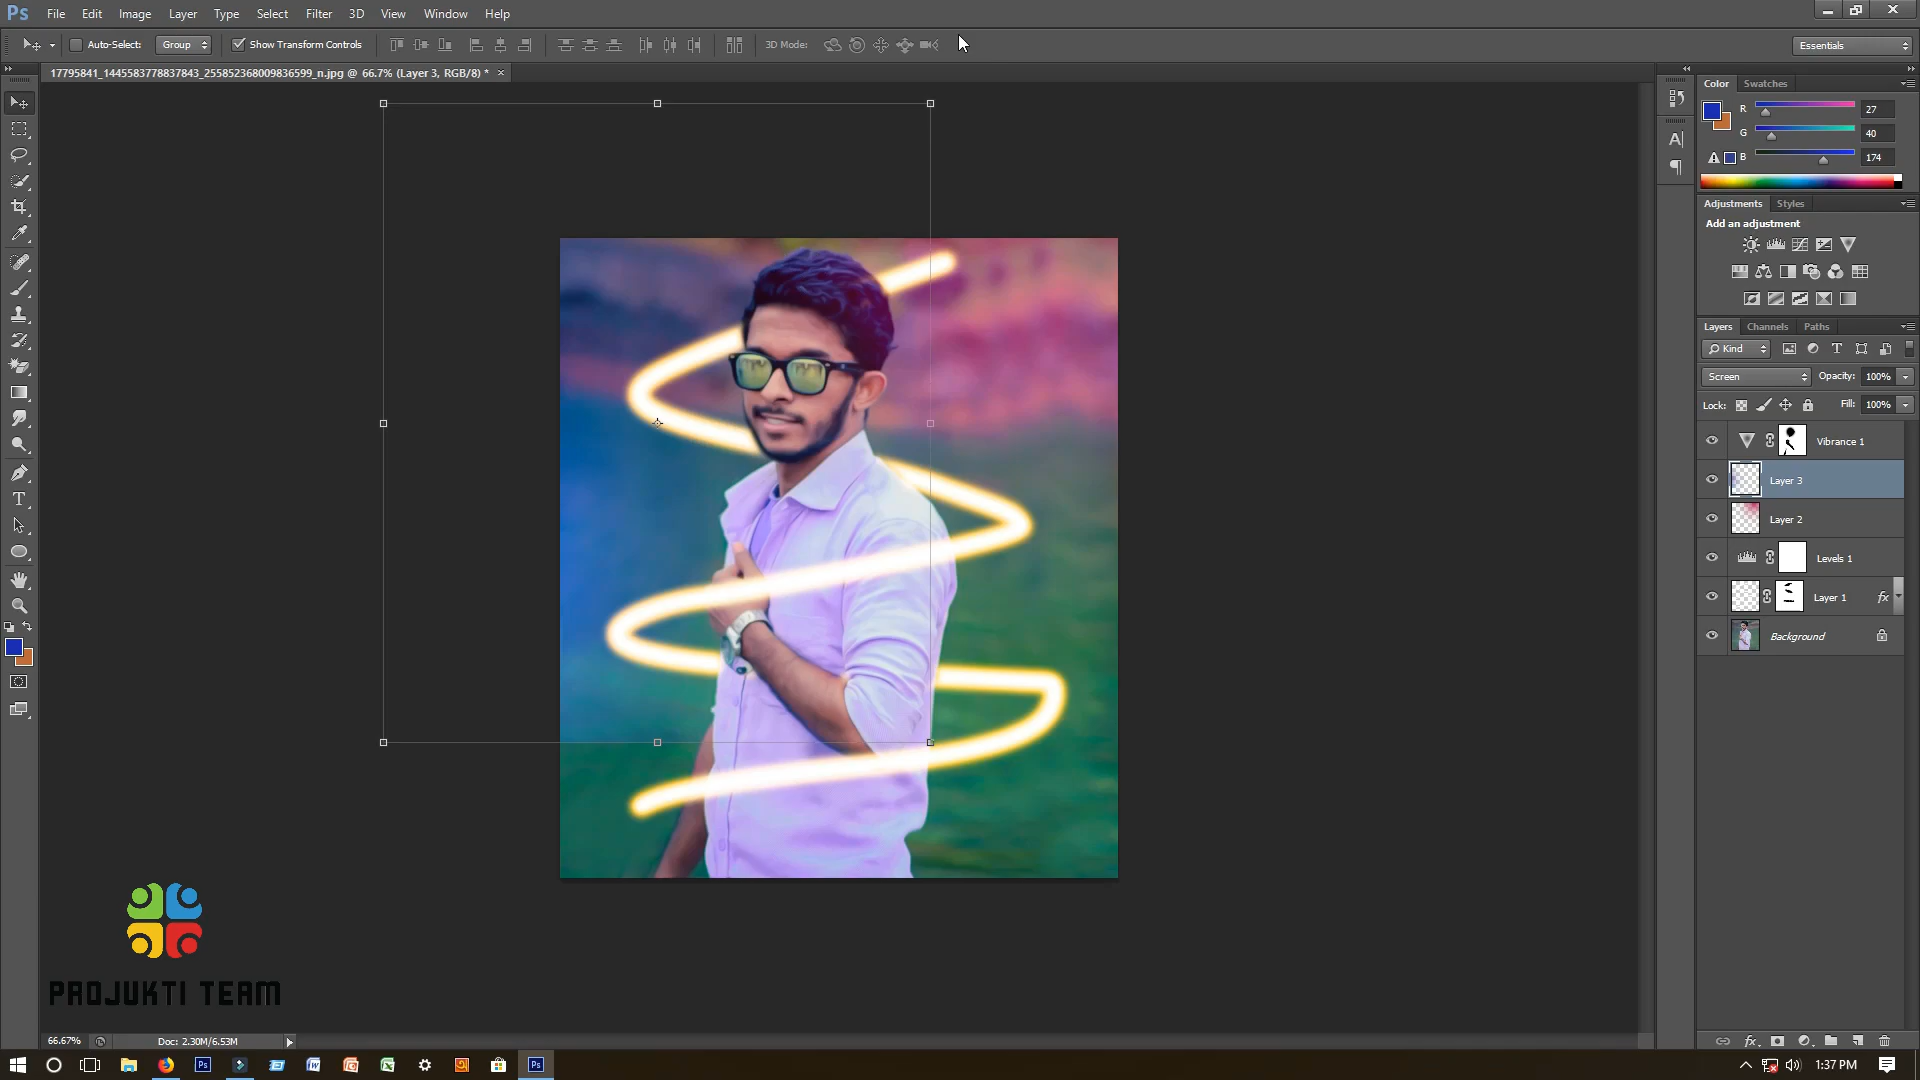 Ps File Edit Image Layer Type Select Filter 3D View Window Help
Auto-Select: Group Show Transform Controls 3D Mode: Essentials
17795841_1445583778837843_255852368009836599_n.jpg @ 66.7% (Layer 3, RGB/8) * ×
Color Swatches
R 27
G 40
B 174
Adjustments Styles
Add an adjustment
Layers Channels Paths
Kind
Screen Opacity: 100%
Lock: Fill: 100%
Vibrance 1
Layer 3
Layer 2
Levels 1
Layer 1 fx
Background
PROJUKTI TEAM
66.67% Doc: 2.30M/6.53M
1:37 PM